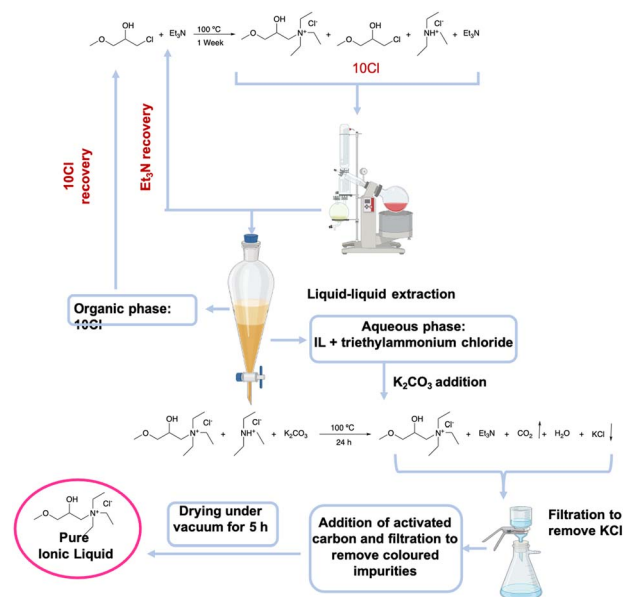 OH
O
Cl
+
Et3N
100 ºC
1 Week
OH
O
Cl-
N+
+
OH
O
Cl
+
Cl-
NH+
+
Et3N
10Cl
10Cl
recovery
Et3N recovery
Liquid-liquid extraction
Organic phase:
10Cl
Aqueous phase:
IL + triethylammonium chloride
K2CO3 addition
OH
O
Cl-
N+
+
Cl-
NH+
+
K2CO3
100 ºC
24 h
OH
O
Cl-
N+
+
Et3N
+
CO2
+
H2O
+
KCl
Filtration to
remove KCl
Addition of activated
carbon and filtration to
remove coloured
impurities
Drying under
vacuum for 5 h
OH
O
Cl-
N+
Pure
Ionic Liquid